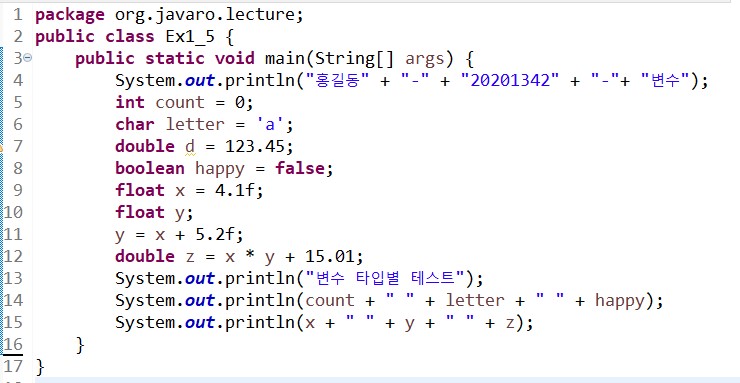 1 package org.javaro.lecture;
2 public class Ex1_5 {
3 public static void main(String[] args) {
4 System.out.println("홍길동" + "-" + "20201342" + "-"+ "변수");
5 int count = 0;
6 char letter = 'a';
7 double d = 123.45;
8 boolean happy = false;
9 float x = 4.1f;
10 float y;
11 y = x + 5.2f;
12 double z = x * y + 15.01;
13 System.out.println("변수 타입별 테스트");
14 System.out.println(count + " " + letter + " " + happy);
15 System.out.println(x + " " + y + " " + z);
16 }
17 }